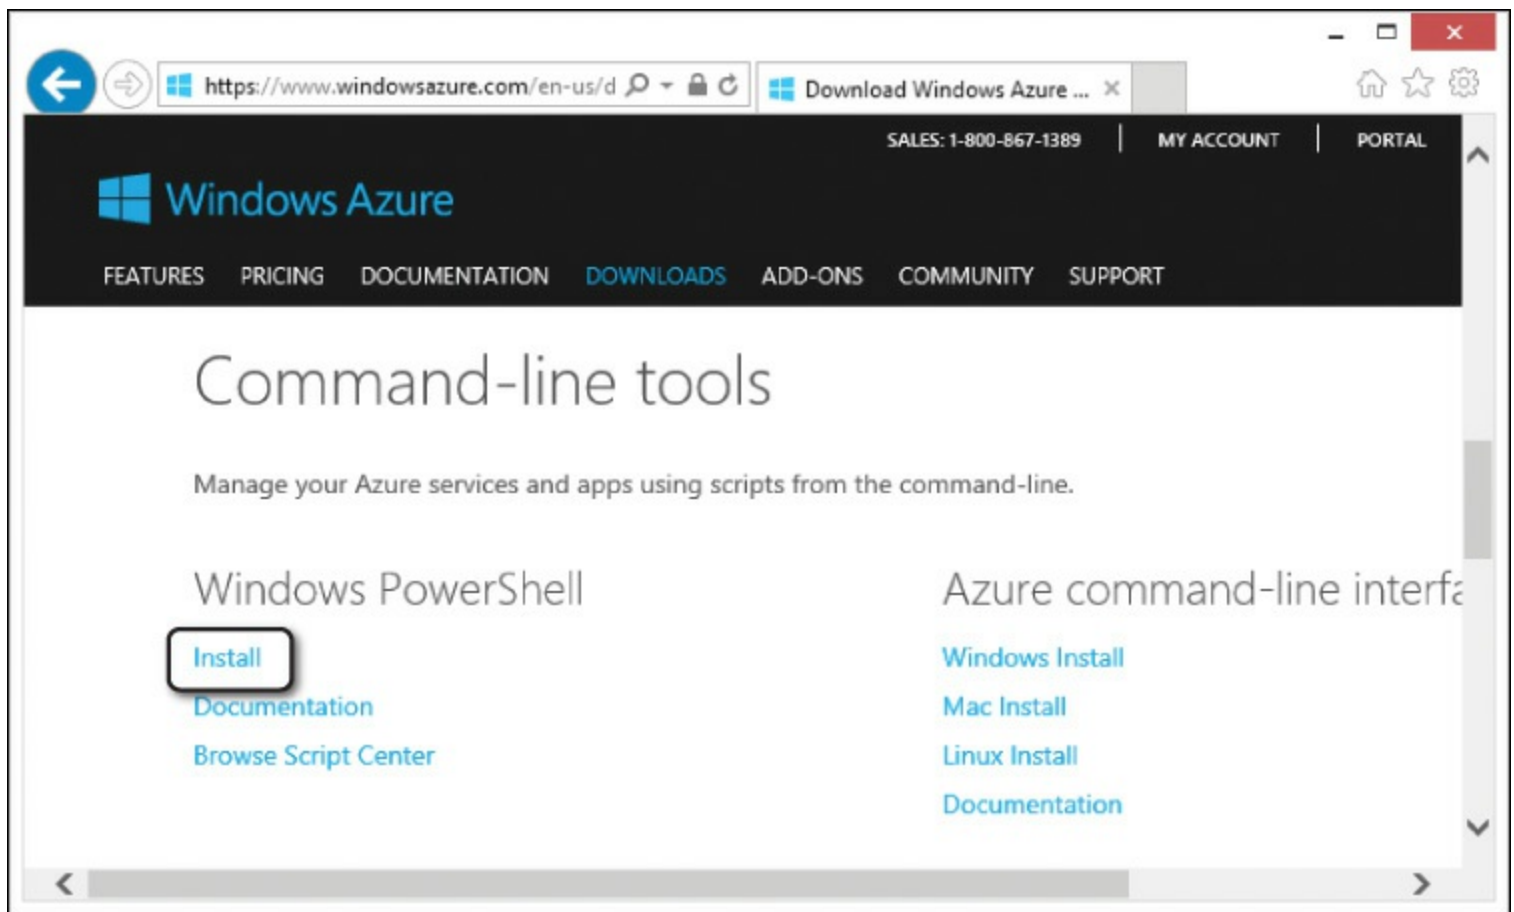 https://www.windowsazure.com/en-us/d
Download Windows Azure ...
SALES: 1-800-867-1389 MY ACCOUNT PORTAL
Windows Azure
FEATURES PRICING DOCUMENTATION DOWNLOADS ADD-ONS COMMUNITY SUPPORT
Command-line tools
Manage your Azure services and apps using scripts from the command-line.
Windows PowerShell
Install
Documentation
Browse Script Center
Azure command-line interfa
Windows Install
Mac Install
Linux Install
Documentation